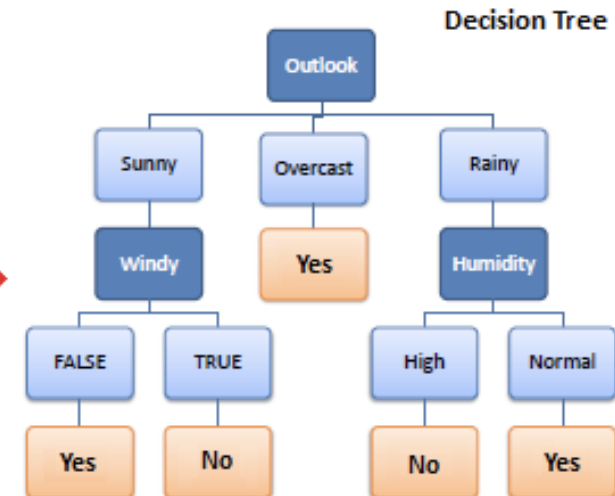 Decision Tree
Outlook
Sunny Overcast Rainy
Windy Yes Humidity
FALSE TRUE High Normal
Yes No No Yes